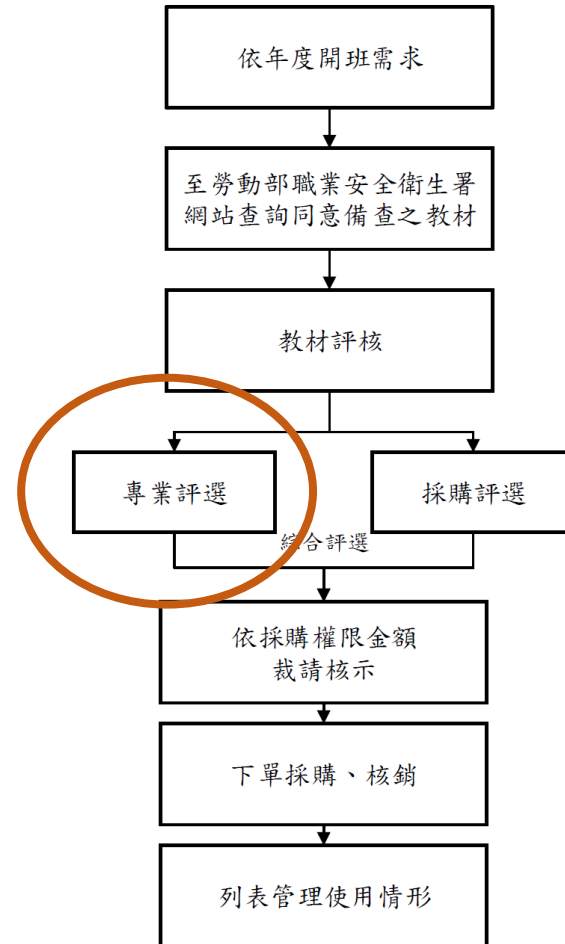 依年度開班需求
至勞動部職業安全衛生署
網站查詢同意備查之教材
教材評核
專業評選
採購評選
綜合評選
依採購權限金額
裁請核示
下單採購、核銷
列表管理使用情形